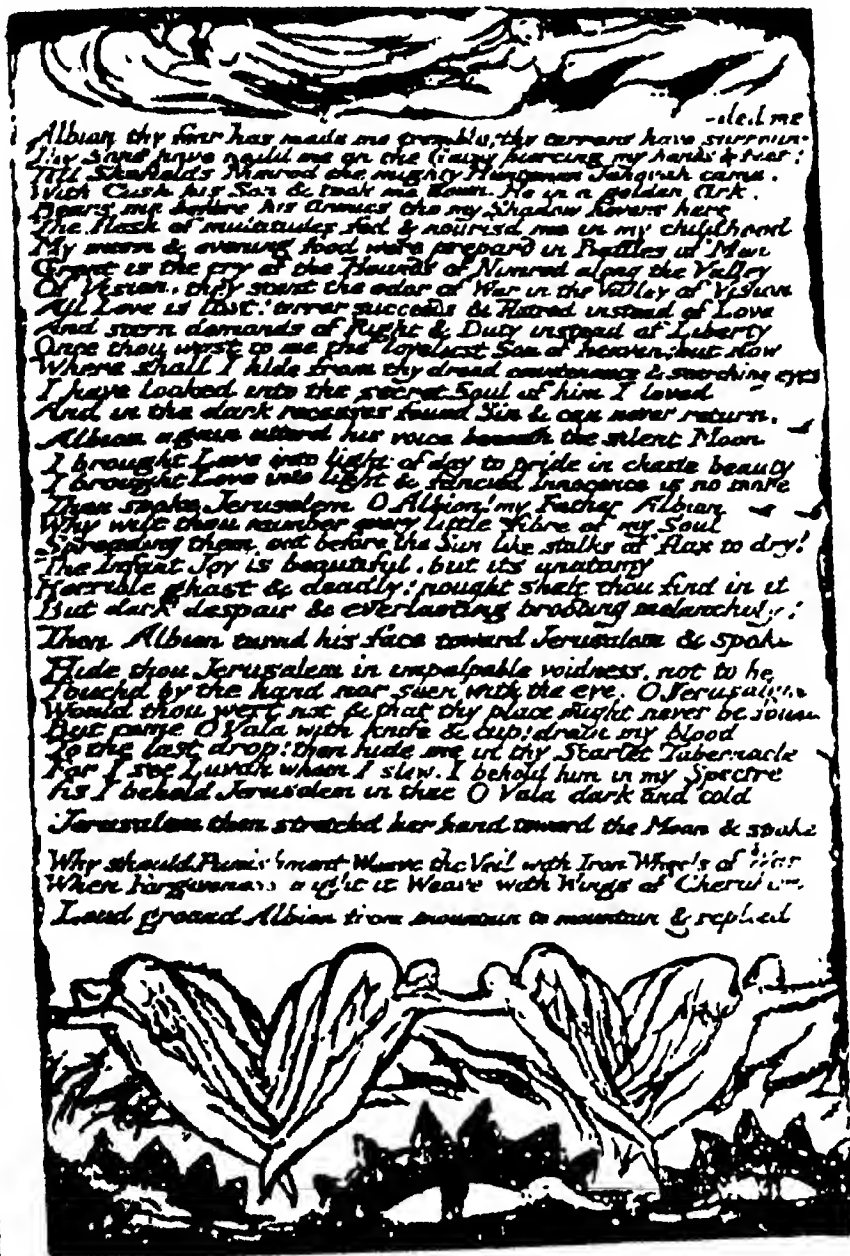 -ded me
Albion thy fear has made me tremble; thy terrors have surroun-
Thy Sons have naild me on the Gates piercing my hands & feet:
Till Skofields Nimrod the mighty Huntsman Jehovah came.
With Cush his Son & took me down. He in a golden Ark.
Bears me before his Armies tho my Shadow hovers here
The flesh of multitudes fed & nourisd me in my childhood
My morn & evening food were prepard in Battles of Men
Great is the cry of the Hounds of Nimrod along the Valley
Of Vision, they scent the odor of War in the Valley of Vision
All Love is lost: terror succeeds & Hatred instead of Love
And stern demands of Right & Duty instead of Liberty
Once thou wert to me the loveliest Son of heaven; but now
Where shall I hide from thy dread countenance & searching eyes
I have looked into the secret Soul of him I loved
And in the dark recesses found Sin & can never return.
Albion again utterd his voice beneath the silent Moon
I brought Love into light of day to pride in chaste beauty
I brought Love into light & fancied Innocence is no more
Then spoke Jerusalem O Albion! my Father Albion
Why wilt thou number every little fibre of my Soul
Spreading them out before the Sun like stalks of flax to dry?
The Infant Joy is beautiful, but its anatomy
Horrible ghast & deadly: nought shalt thou find in it
But dark despair & everlasting brooding melancholy:
Then Albion turnd his face toward Jerusalem & spoke
Hide thou Jerusalem in impalpable voidness, not to be
Touchd by the hand nor seen with the eye. O Jerusalem
Would thou wert not & that thy place might never be found
But come O Vala with knife & cup: drain my blood
To the last drop: then hide me in thy Scarlet Tabernacle
For I see Luvah whom I slew. I behold him in my Spectre
As I behold Jerusalem in thee O Vala dark and cold
Jerusalem then stretchd her hand toward the Moon & spoke
Why should Punishment Weave the Veil with Iron Wheels of War
When Forgiveness might it Weave with Wings of Cherubim
Loud groand Albion from mountain to mountain & replied